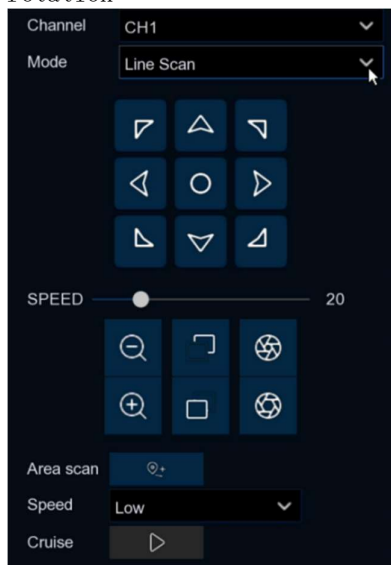 rotation
Channel CH1
Mode Line Scan
SPEED 20
Area scan
Speed Low
Cruise